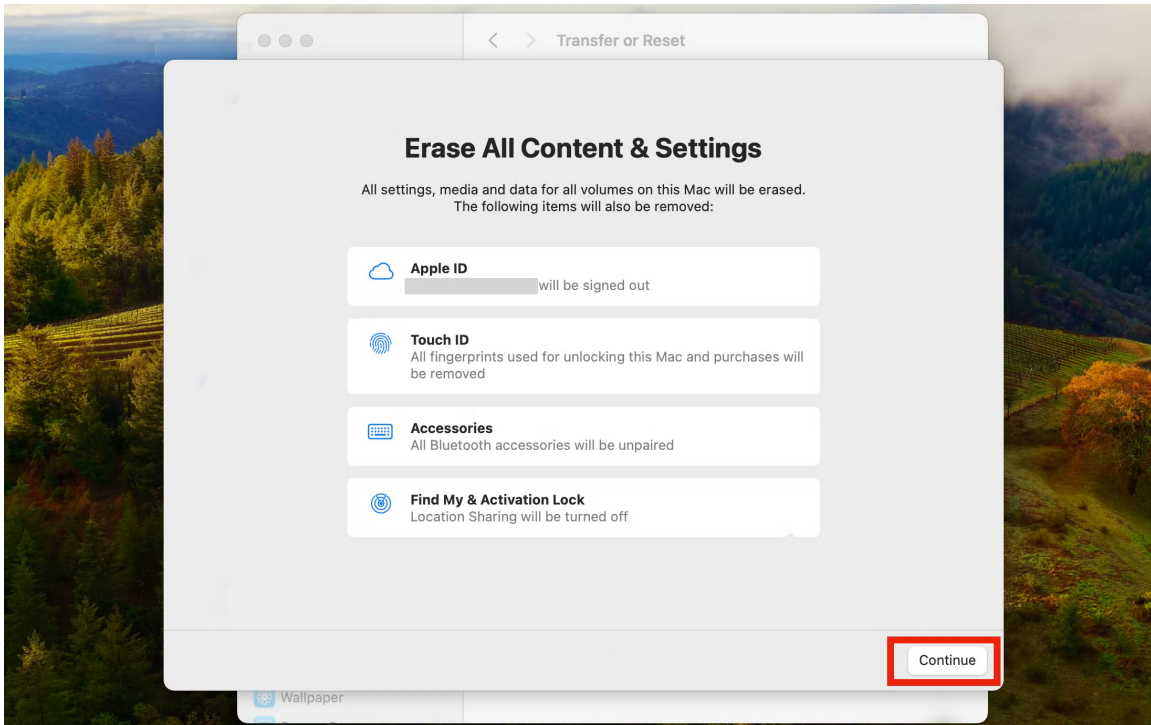 Transfer or Reset
Erase All Content & Settings
All settings, media and data for all volumes on this Mac will be erased.
The following items will also be removed:
Apple ID
will be signed out
Touch ID
All fingerprints used for unlocking this Mac and purchases will
be removed
Accessories
All Bluetooth accessories will be unpaired
Find My & Activation Lock
Location Sharing will be turned off
Continue
Wallpaper